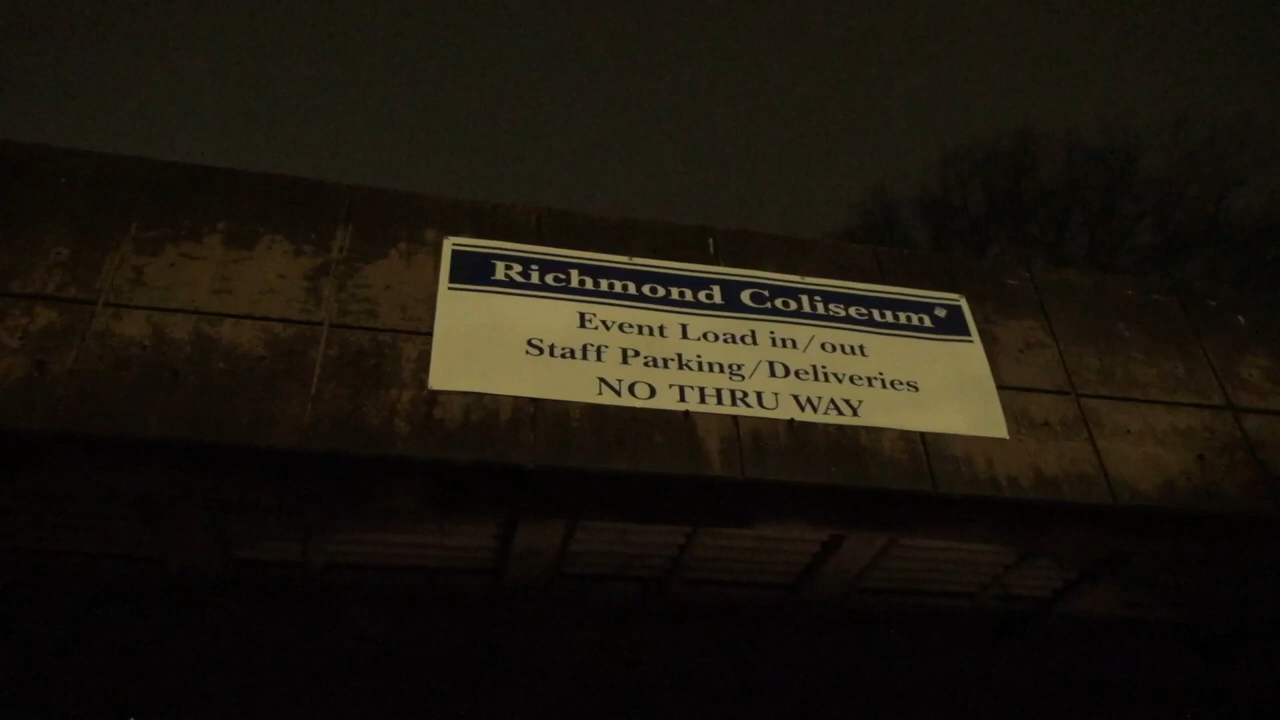 Richmond Coliseum
Event Load in/out
Staff Parking/Deliveries
NO THRU WAY